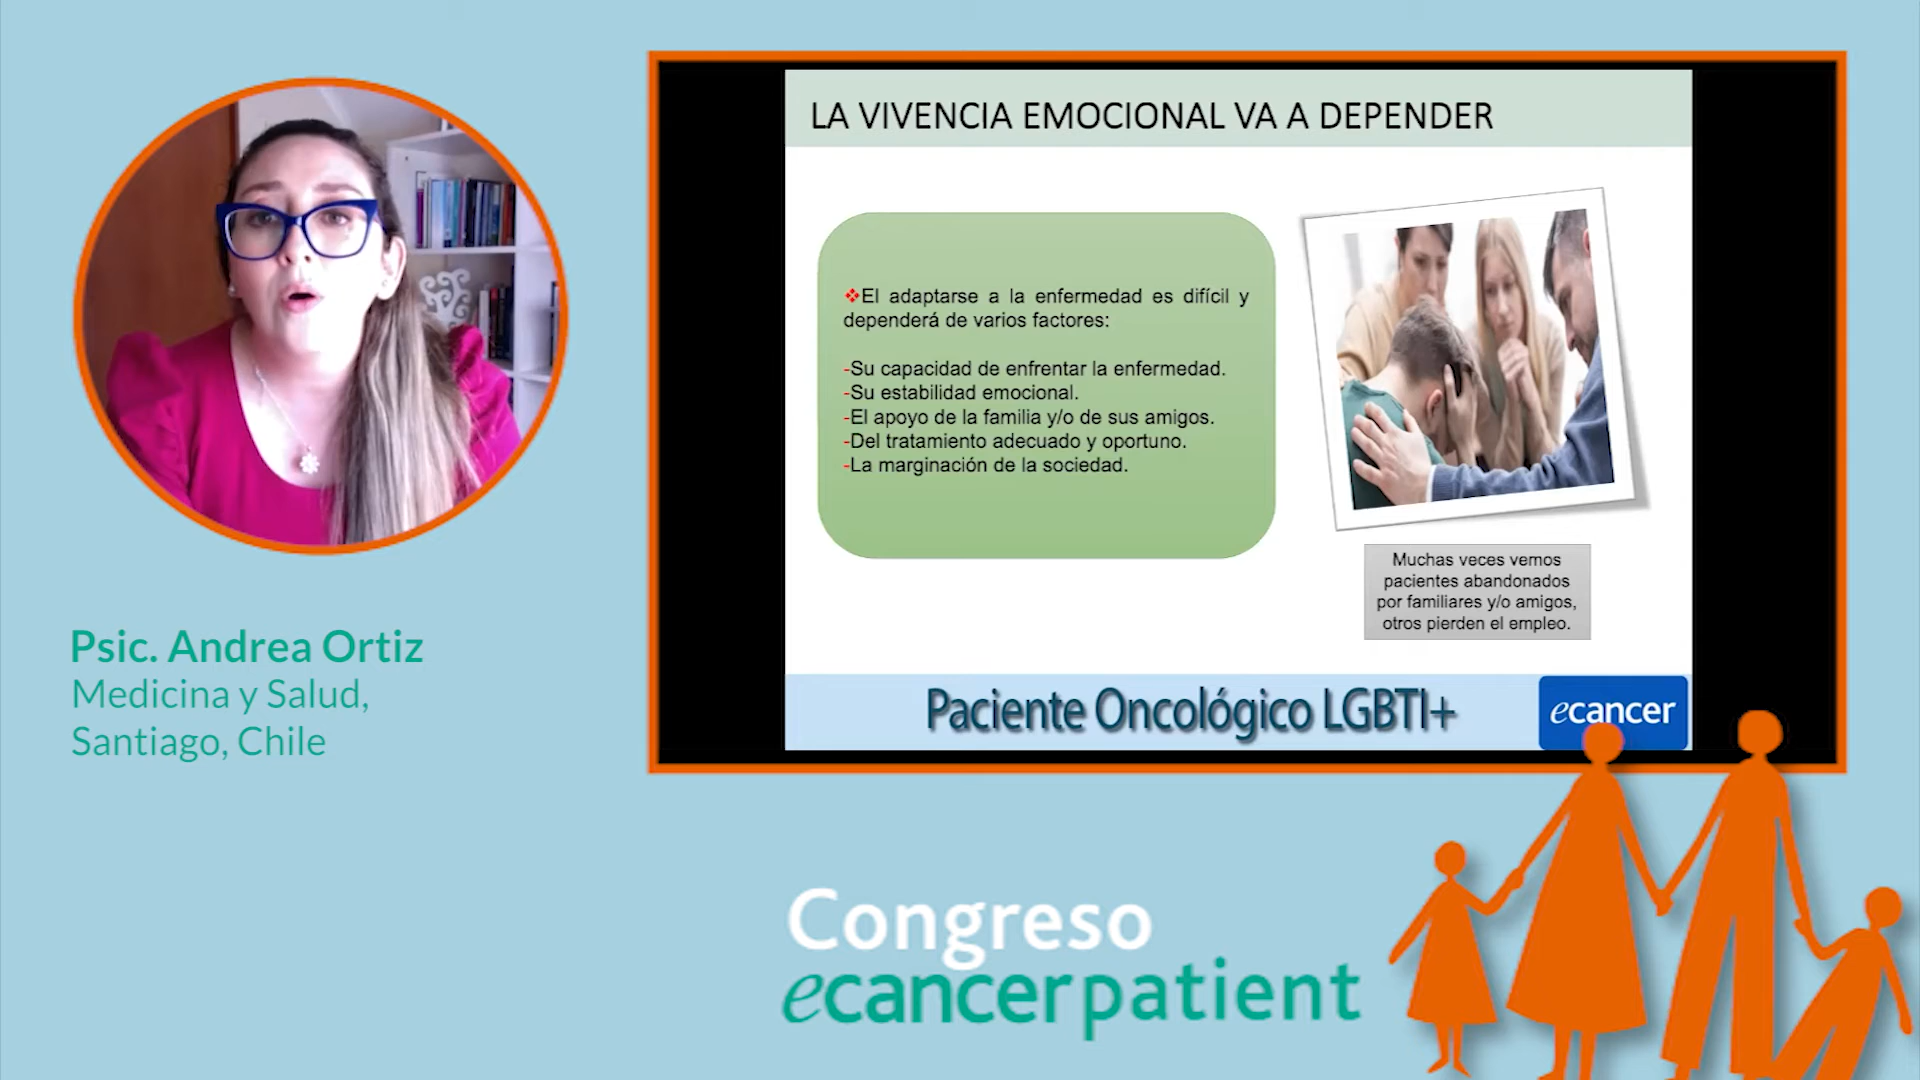 LA VIVENCIA EMOCIONAL VA A DEPENDER
❖El adaptarse a la enfermedad es difícil y
dependerá de varios factores:
-Su capacidad de enfrentar la enfermedad.
-Su estabilidad emocional.
-El apoyo de la familia y/o de sus amigos.
-Del tratamiento adecuado y oportuno.
-La marginación de la sociedad.
Muchas veces vemos
pacientes abandonados
por familiares y/o amigos,
otros pierden el empleo.
Paciente Oncológico LGBTI+
ecancer
Psic. Andrea Ortiz
Medicina y Salud,
Santiago, Chile
Congreso
ecancerpatient